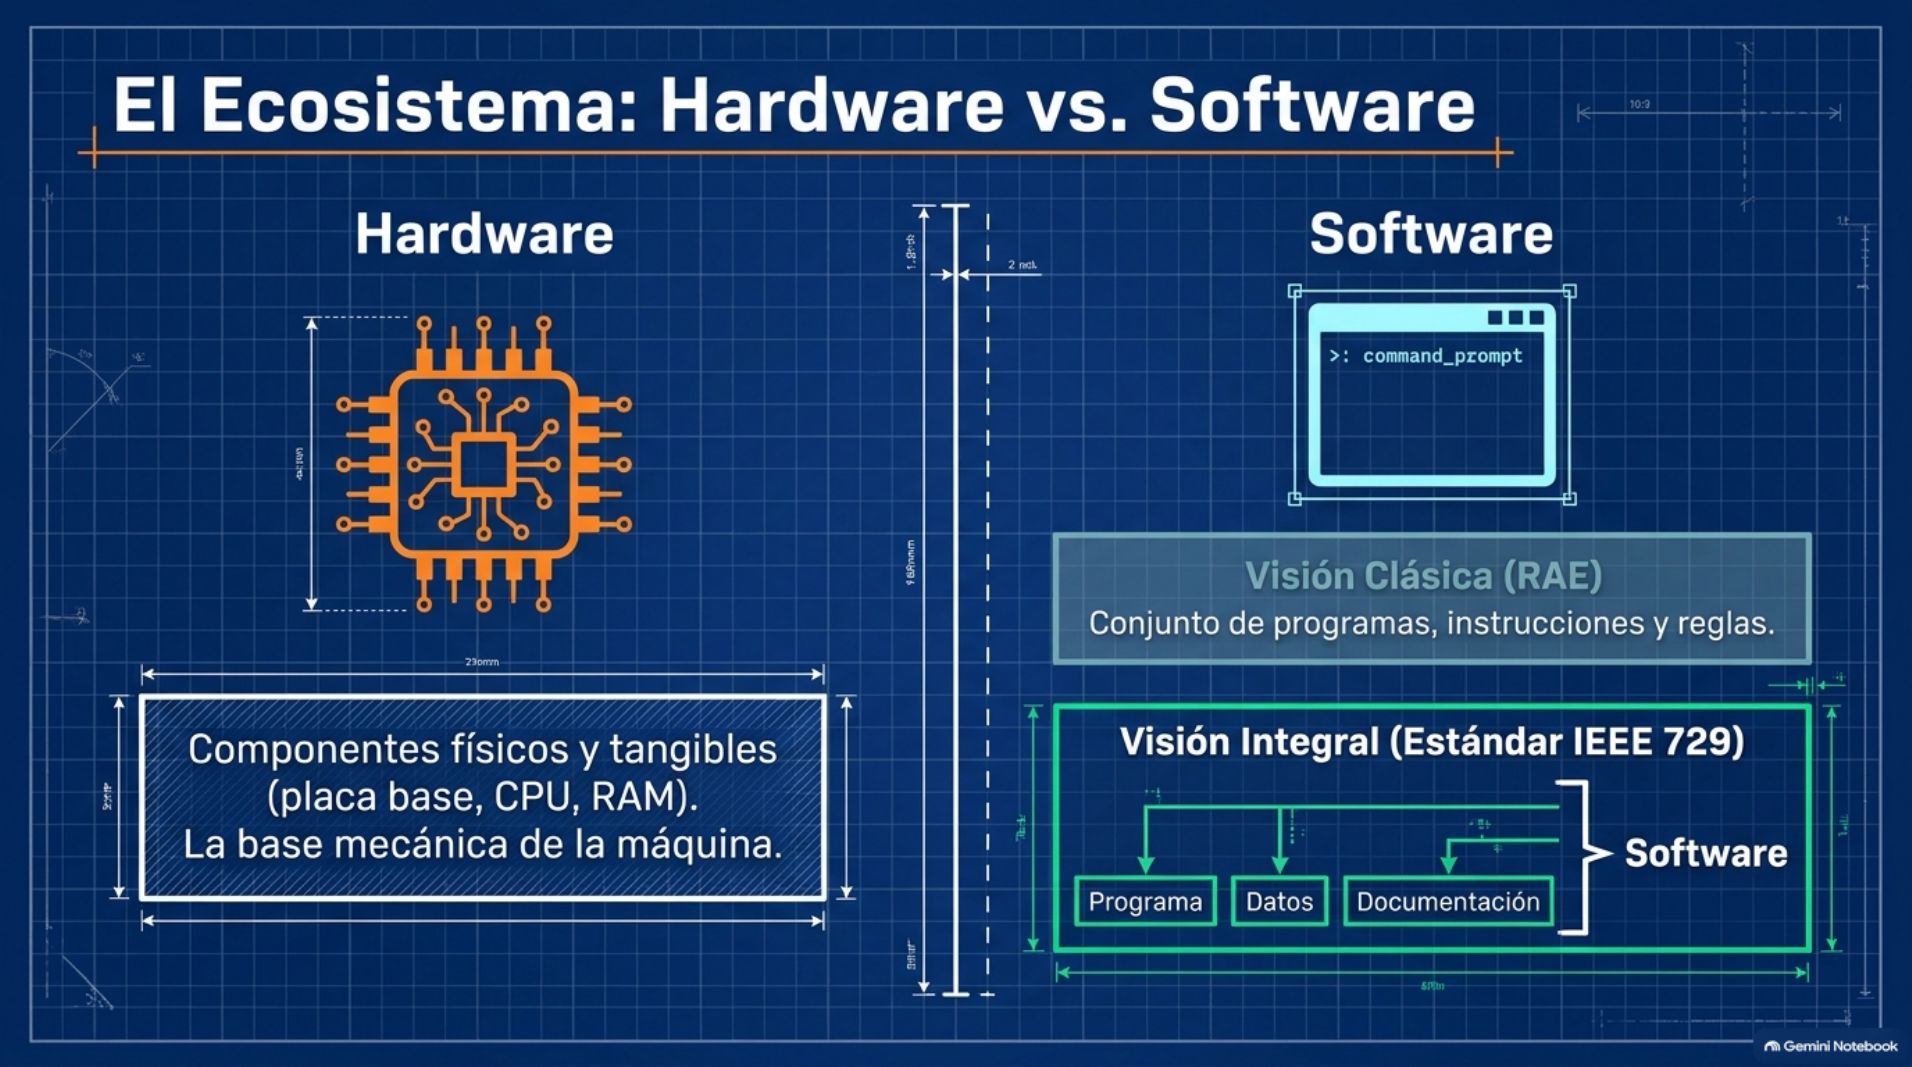 El Ecosistema: Hardware vs. Software
Hardware
Componentes físicos y tangibles
(placa base, CPU, RAM).
La base mecánica de la máquina.
Software
>: command_prompt
Visión Clásica (RAE)
Conjunto de programas, instrucciones y reglas.
Visión Integral (Estándar IEEE 729)
Programa
Datos
Documentación
Software
Gemini Notebook